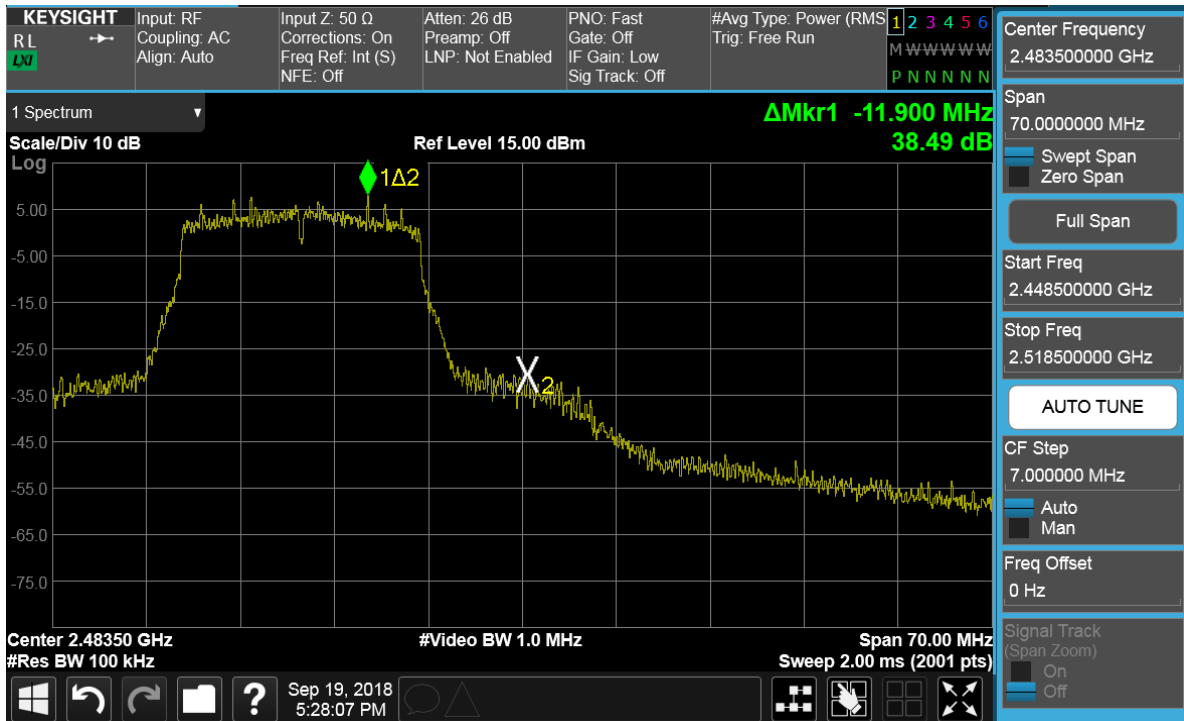 KEYSIGHT
R L
LXI
Input: RF
Coupling: AC
Align: Auto
Input Z: 50 Ω
Corrections: On
Freq Ref: Int (S)
NFE: Off
Atten: 26 dB
Preamp: Off
LNP: Not Enabled
PNO: Fast
Gate: Off
IF Gain: Low
Sig Track: Off
#Avg Type: Power (RMS
Trig: Free Run
1 2 3 4 5 6
M W W W W W
P N N N N N
1 Spectrum
ΔMkr1 -11.900 MHz
38.49 dB
Scale/Div 10 dB
Ref Level 15.00 dBm
Log
1Δ2
5.00
-5.00
-15.0
-25.0
-35.0
-45.0
-55.0
-65.0
-75.0
2
Center 2.48350 GHz
#Res BW 100 kHz
#Video BW 1.0 MHz
Span 70.00 MHz
Sweep 2.00 ms (2001 pts)
?
Sep 19, 2018
5:28:07 PM
Center Frequency
2.483500000 GHz
Span
70.0000000 MHz
Swept Span
Zero Span
Full Span
Start Freq
2.448500000 GHz
Stop Freq
2.518500000 GHz
AUTO TUNE
CF Step
7.000000 MHz
Auto
Man
Freq Offset
0 Hz
Signal Track
(Span Zoom)
On
Off